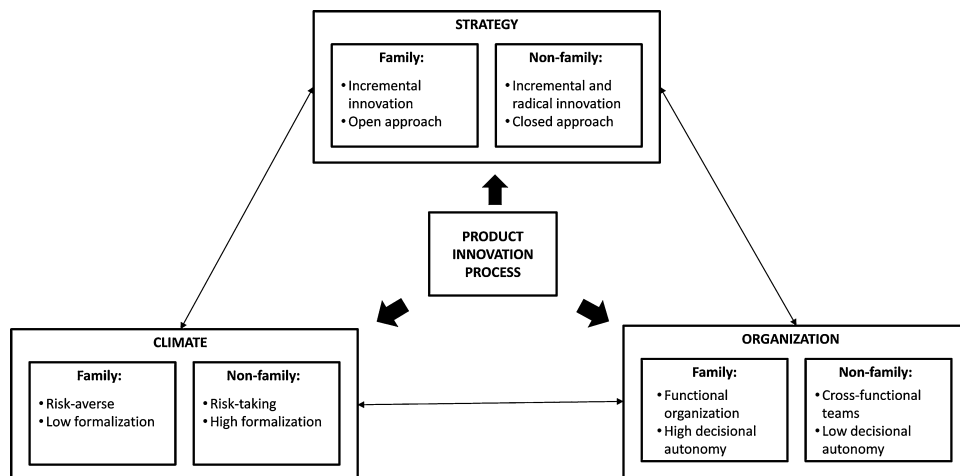 STRATEGY
Family:
• Incremental
innovation
• Open approach
Non-family:
• Incremental and
radical innovation
• Closed approach
PRODUCT
INNOVATION
PROCESS
CLIMATE
Family:
• Risk-averse
• Low formalization
Non-family:
• Risk-taking
• High formalization
ORGANIZATION
Family:
• Functional
organization
• High decisional
autonomy
Non-family:
• Cross-functional
teams
• Low decisional
autonomy